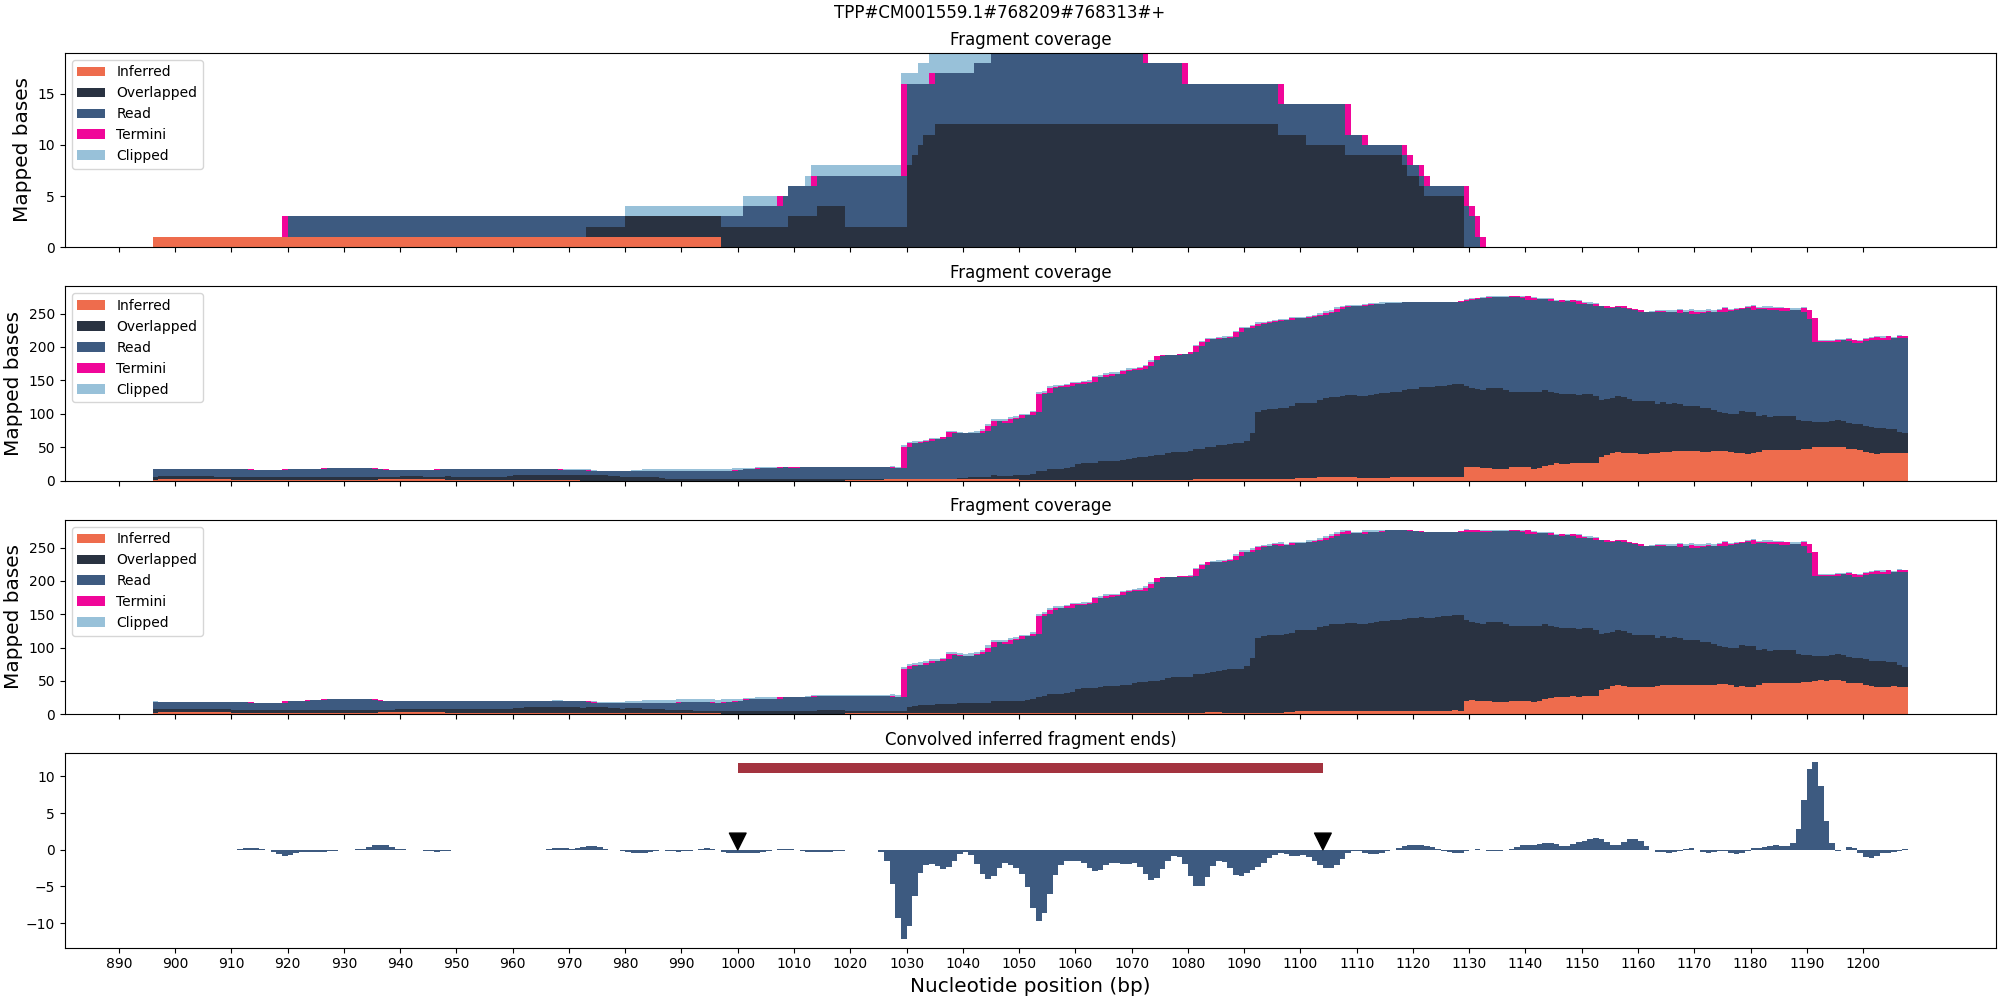 TPP#CM001559.1#768209#768313#+
Fragment coverage
Mapped bases
15
10
5
0
Inferred
Overlapped
Read
Termini
Clipped
Fragment coverage
Mapped bases
250
200
150
100
50
0
Inferred
Overlapped
Read
Termini
Clipped
Fragment coverage
Mapped bases
250
200
150
100
50
0
Inferred
Overlapped
Read
Termini
Clipped
Convolved inferred fragment ends)
10
5
0
−5
−10
890 900 910 920 930 940 950 960 970 980 990 1000 1010 1020 1030 1040 1050 1060 1070 1080 1090 1100 1110 1120 1130 1140 1150 1160 1170 1180 1190 1200
Nucleotide position (bp)